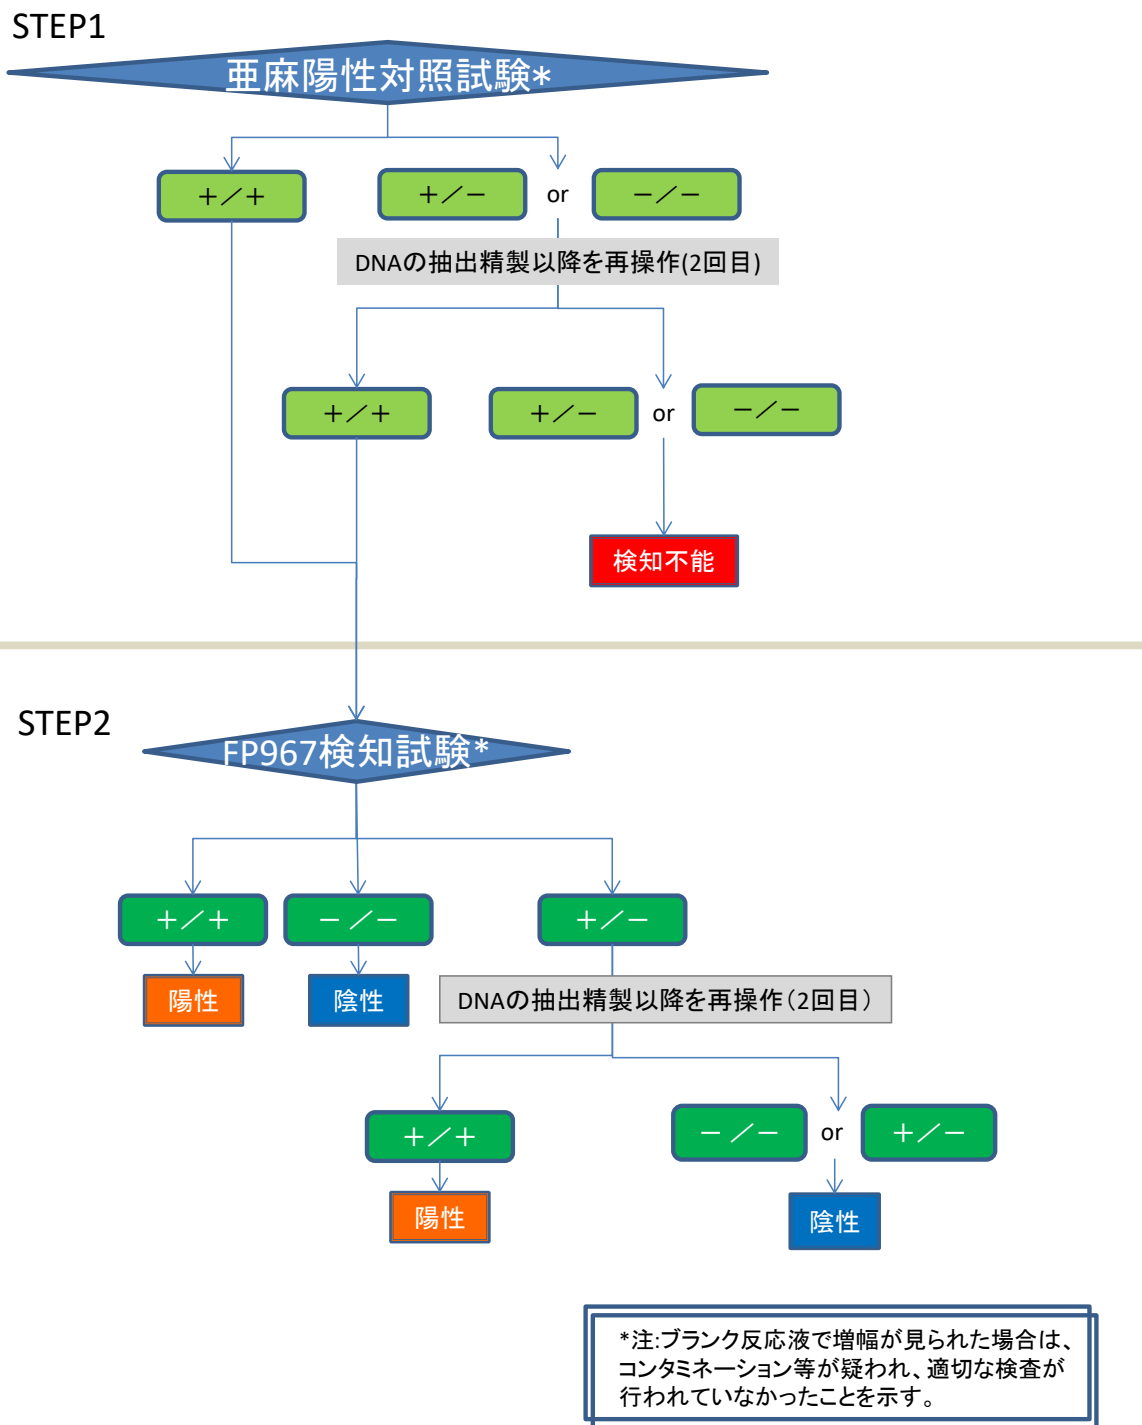 STEP1
亜麻陽性対照試験*
＋／＋
＋／－
or
－／－
DNAの抽出精製以降を再操作(2回目)
＋／＋
＋／－
or
－／－
検知不能
STEP2
FP967検知試験*
＋／＋
－／－
＋／－
陽性
陰性
DNAの抽出精製以降を再操作（2回目）
＋／＋
－／－
or
＋／－
陽性
陰性
*注:ブランク反応液で増幅が見られた場合は、
コンタミネーション等が疑われ、適切な検査が
行われていなかったことを示す。